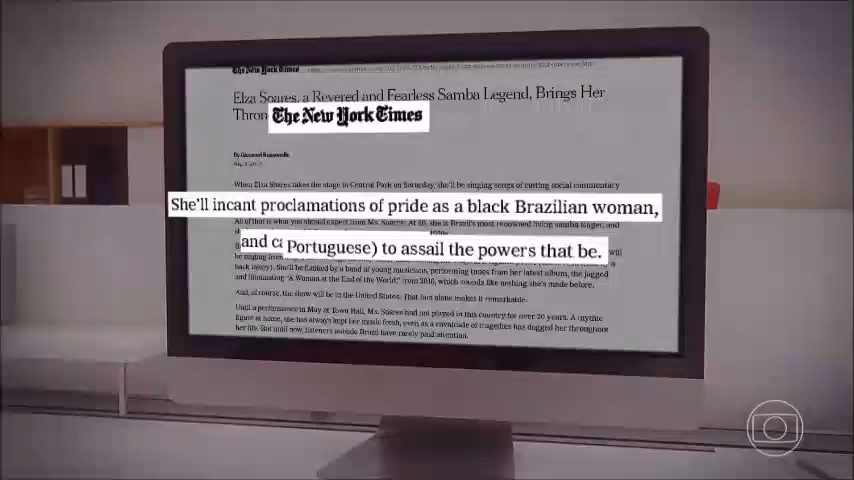 The New York Times
Elza Soares, a Revered and Fearless Samba Legend, Brings Her
Thron
The New York Times
By Giovanni Russonello
When Elza Soares takes the stage in Central Park on Saturday, she'll be singing songs of cutting social commentary
She'll incant proclamations of pride as a black Brazilian woman,
All of that is what you should expect from Ms. Soares. At 80, she is Brazil's most renowned living samba singer, and
and ca Portuguese) to assail the powers that be.
will
be singing
back injury). She'll be flanked by a band of young musicians, performing tunes from her latest album, the jagged
and illuminating "A Woman at the End of the World," from 2016, which sounds like nothing she's made before.
And, of course, the show will be in the United States. That fact alone makes it remarkable.
Until a performance in May at Town Hall, Ms. Soares had not played in this country for over 20 years. A mythic
figure at home, she has always kept her music fresh, even as a cavalcade of tragedies has dogged her throughout
her life. But until now, listeners outside Brazil have rarely paid attention.